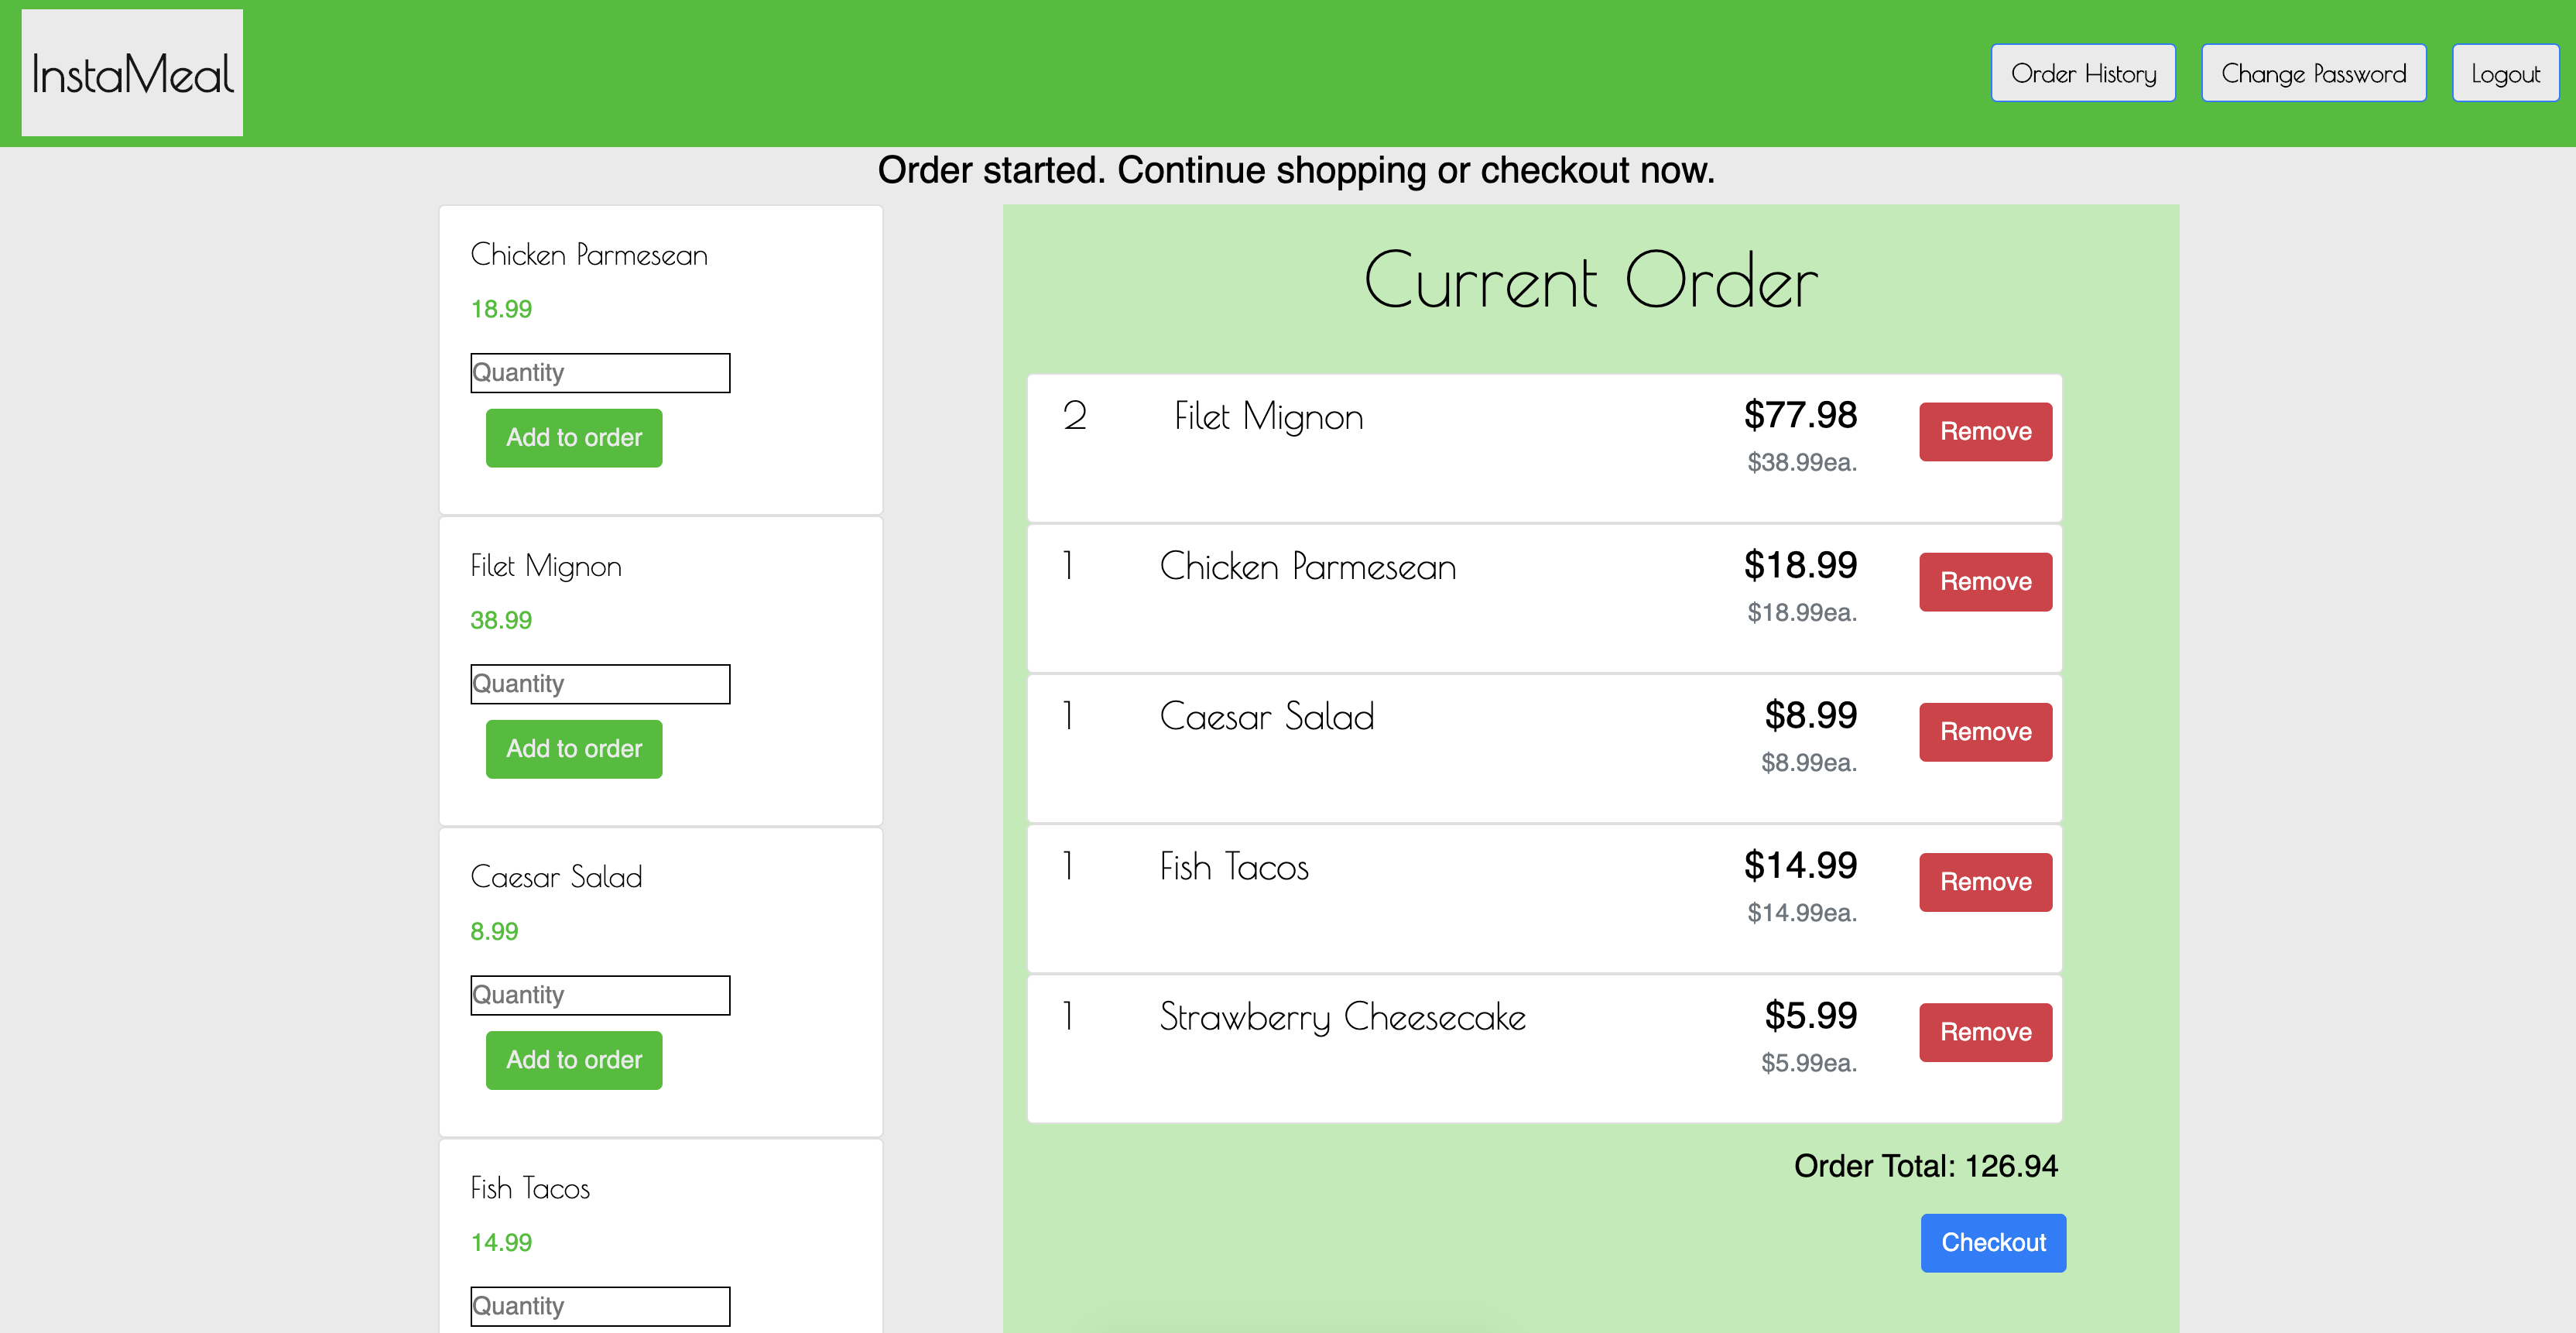 InstaMeal
Order History
Change Password
Logout
Order started. Continue shopping or checkout now.
Chicken Parmesean
18.99
Quantity
Add to order
Filet Mignon
38.99
Quantity
Add to order
Caesar Salad
8.99
Quantity
Add to order
Fish Tacos
14.99
Quantity
Current Order
2 Filet Mignon $77.98 Remove
$38.99ea.
1 Chicken Parmesean $18.99 Remove
$18.99ea.
1 Caesar Salad $8.99 Remove
$8.99ea.
1 Fish Tacos $14.99 Remove
$14.99ea.
1 Strawberry Cheesecake $5.99 Remove
$5.99ea.
Order Total: 126.94
Checkout